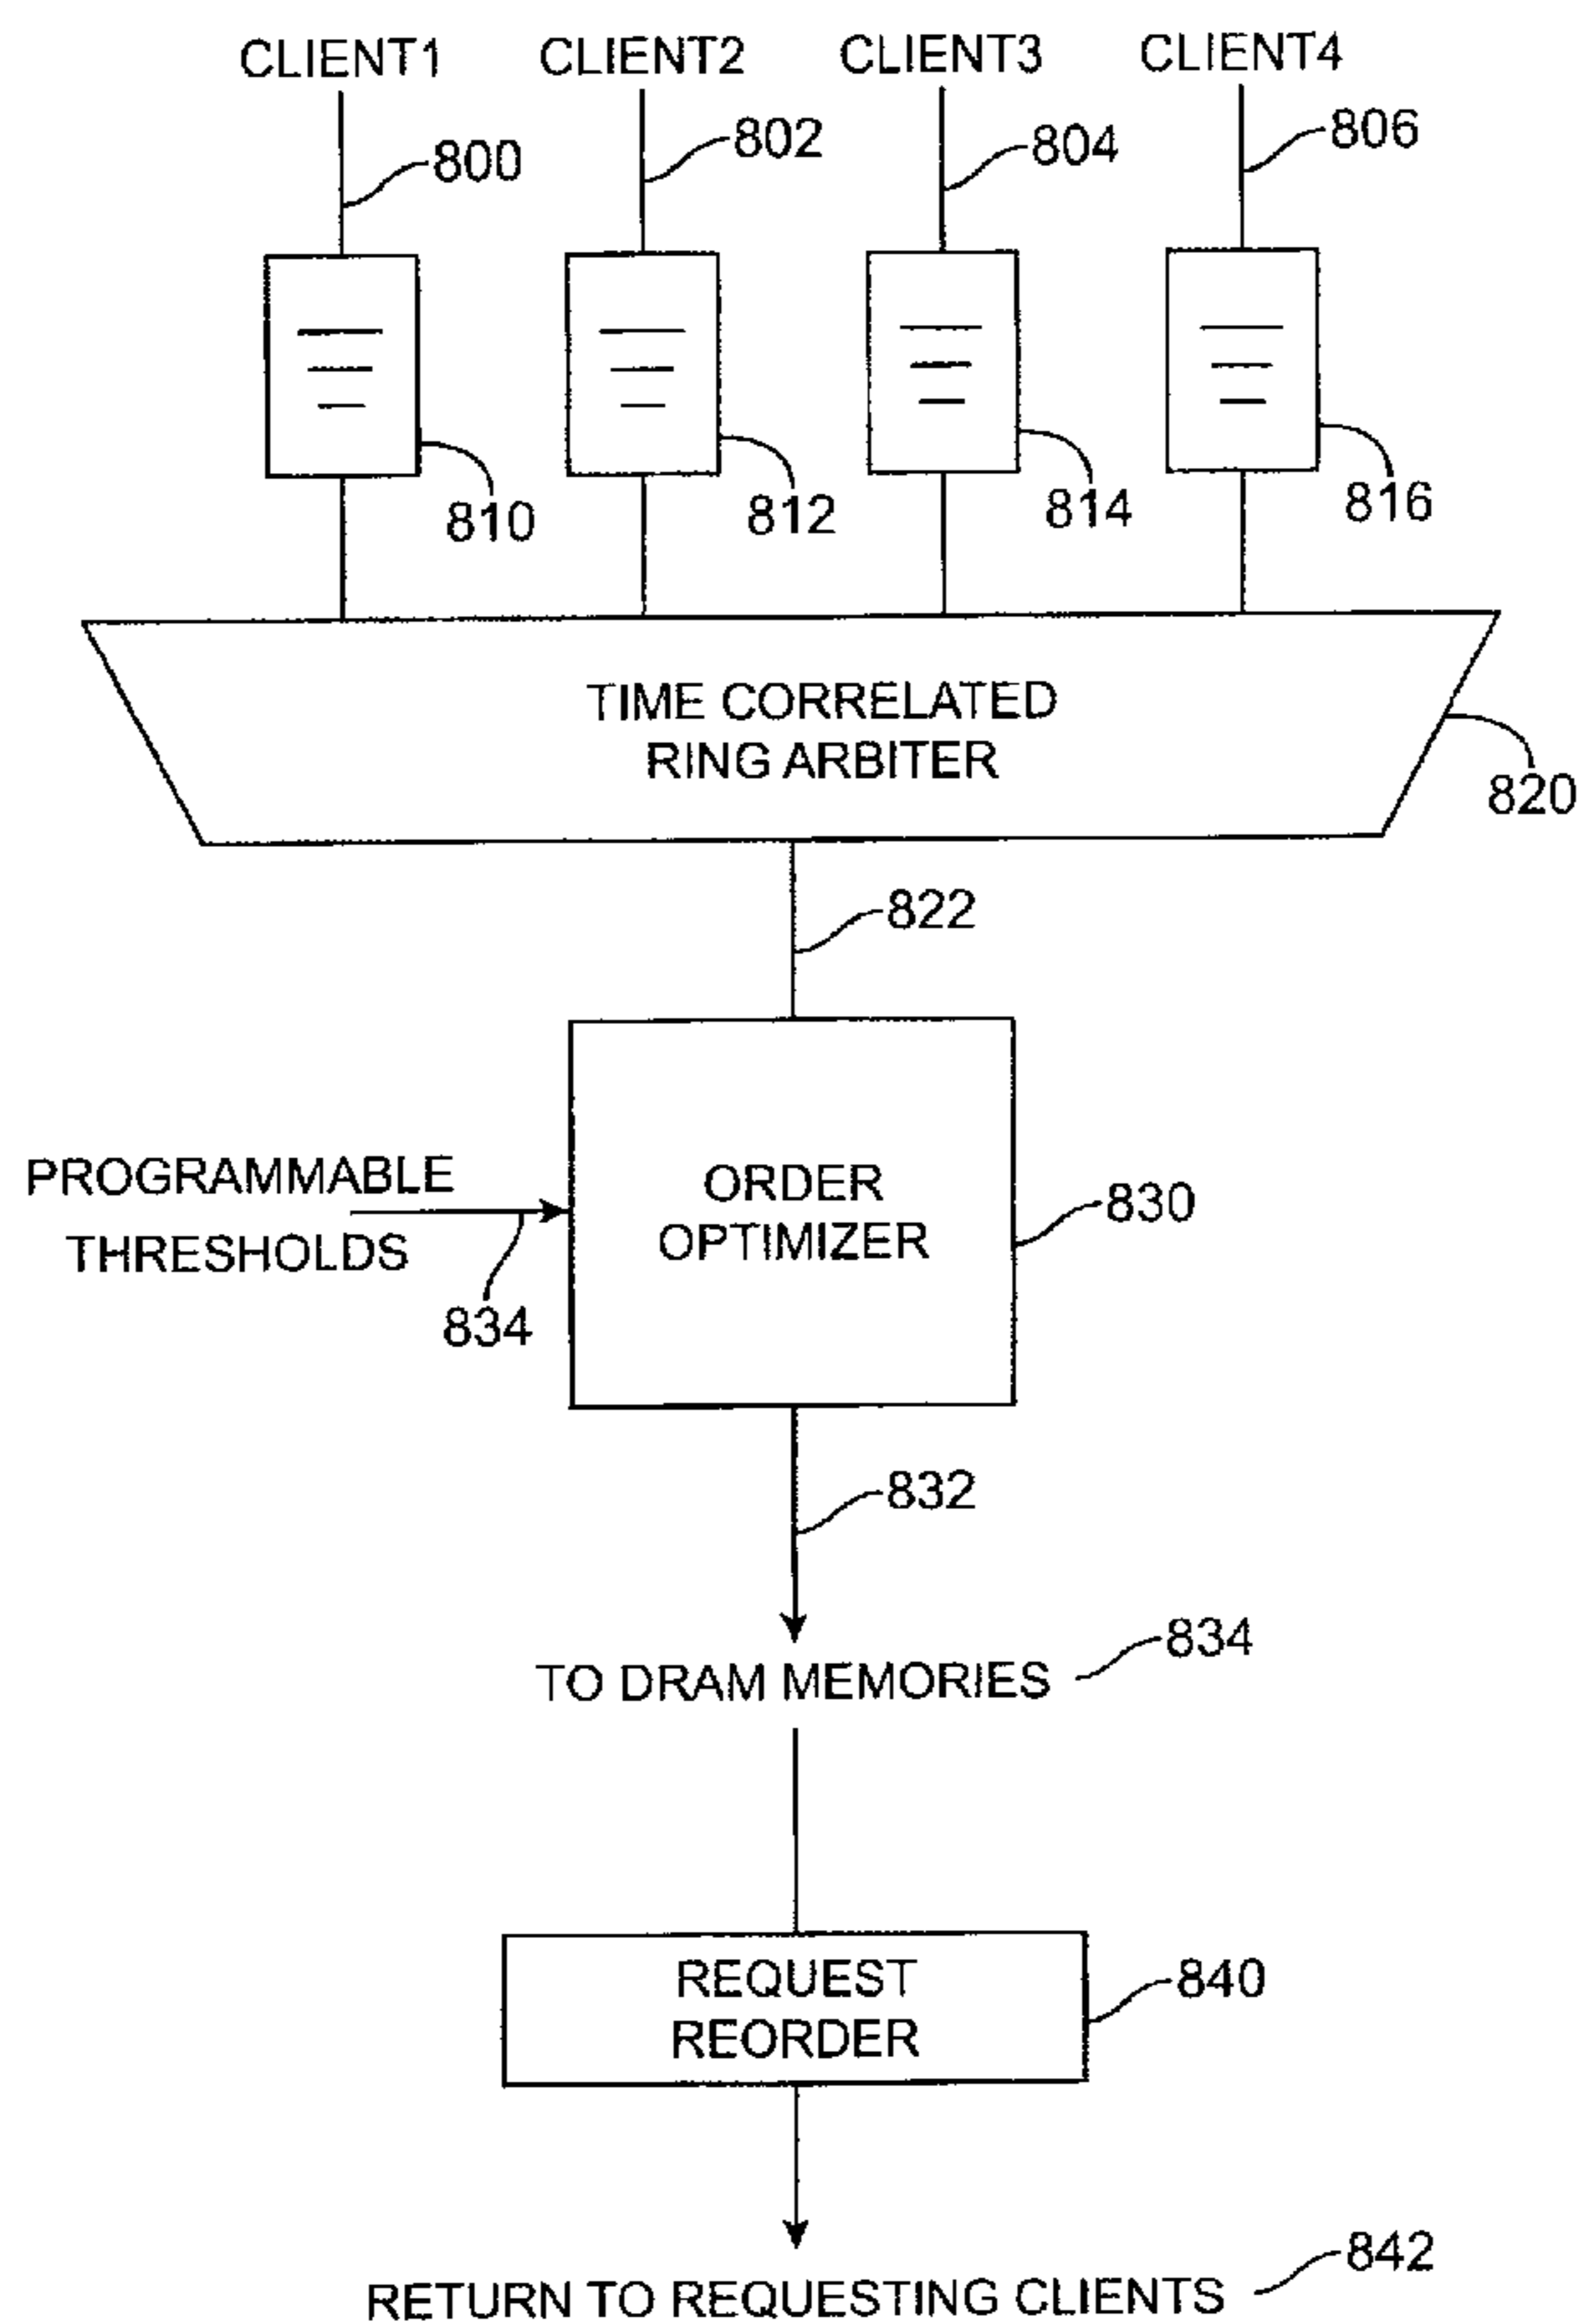 CLIENT1 CLIENT2 CLIENT3 CLIENT4
800 802 804 806
810 812 814 816
TIME CORRELATED
RING ARBITER
820
822
PROGRAMMABLE
THRESHOLDS
834
ORDER
OPTIMIZER
830
832
TO DRAM MEMORIES 834
REQUEST
REORDER
840
RETURN TO REQUESTING CLIENTS 842